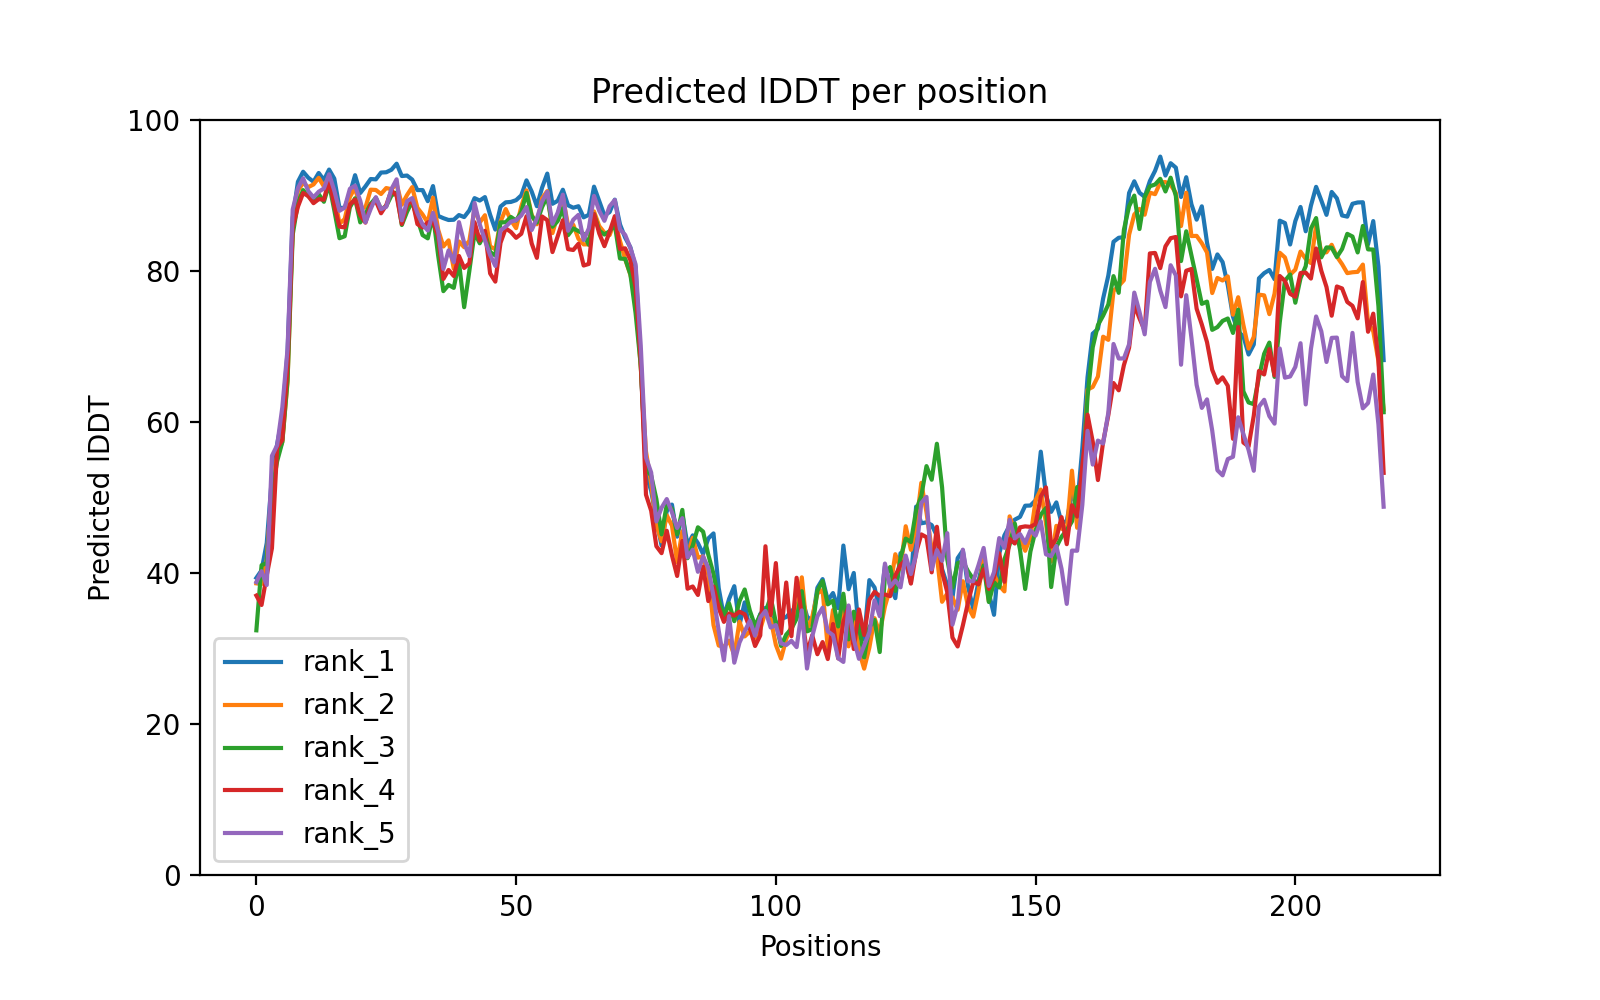 Predicted lDDT per position
100
80
60
40
20
0
Predicted lDDT
rank_1
rank_2
rank_3
rank_4
rank_5
0 50 100 150 200
Positions